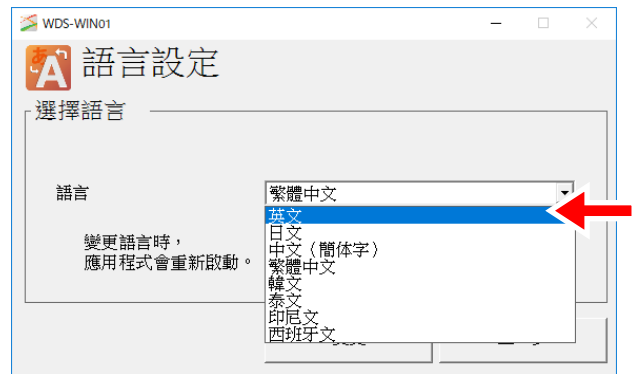 WDS-WIN01
語言設定
選擇語言
語言
繁體中文
英文
日文
中文（簡体字）
繁體中文
韓文
泰文
印尼文
西班牙文
變更語言時，
應用程式會重新啟動。